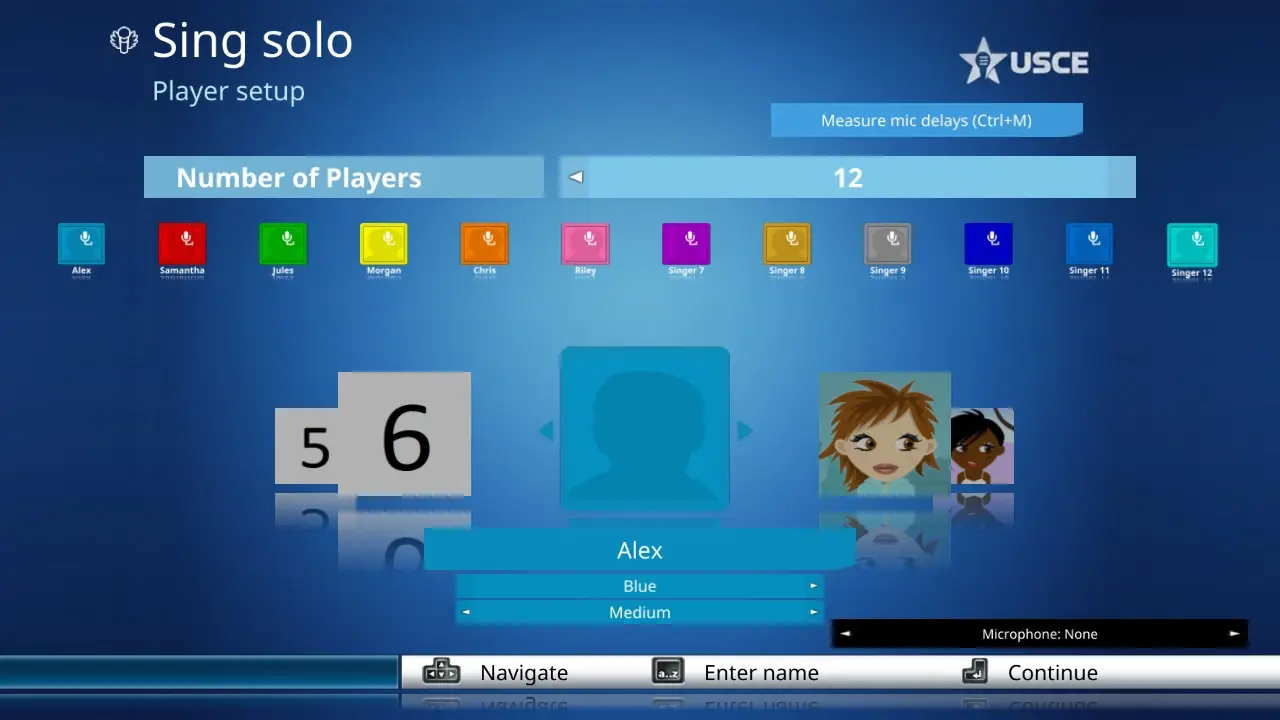 Sing solo
Player setup
USCE
Measure mic delays (Ctrl+M)
Number of Players
12
Alex
Samantha
Jules
Morgan
Chris
Riley
Singer 7
Singer 8
Singer 9
Singer 10
Singer 11
Singer 12
5
6
Alex
Blue
Medium
Microphone: None
a..z
Navigate
Enter name
Continue